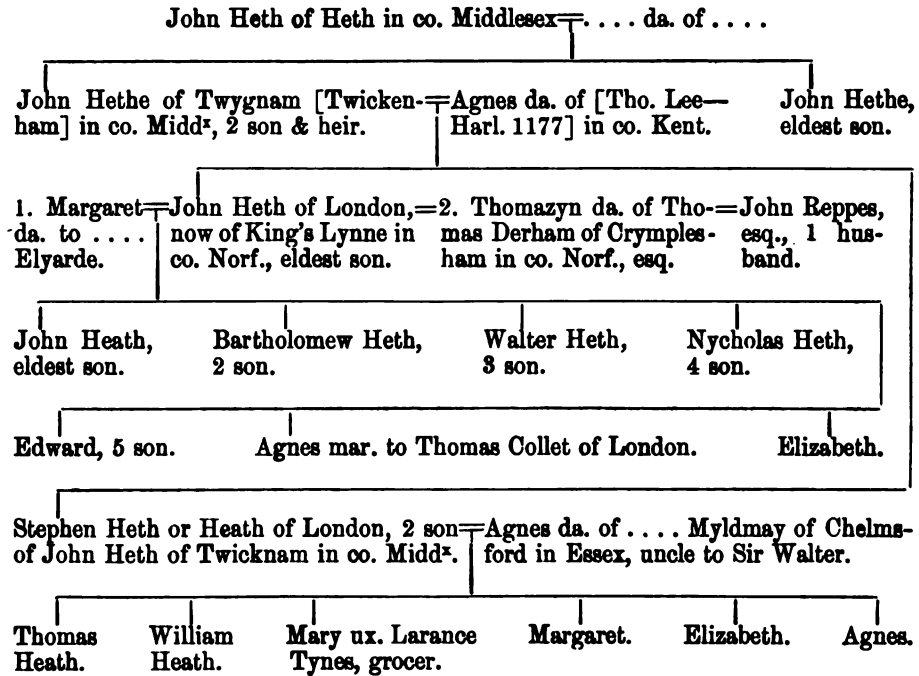 John Heth of Heth in co. Middlesex=. . . . da. of . . . .
John Hethe of Twygnam [Twicken-=Agnes da. of [Tho. Lee— John Hethe,
ham] in co. Middˣ, 2 son & heir. Harl. 1177] in co. Kent. eldest son.
1. Margaret=John Heth of London,=2. Thomazyn da. of Tho-=John Reppes,
da. to . . . . now of King's Lynne in mas Derham of Crymples- esq., 1 hus-
Elyarde. co. Norf., eldest son. ham in co. Norf., esq. band.
John Heath, Bartholomew Heth, Walter Heth, Nycholas Heth,
eldest son. 2 son. 3 son. 4 son.
Edward, 5 son. Agnes mar. to Thomas Collet of London. Elizabeth.
Stephen Heth or Heath of London, 2 son=Agnes da. of . . . . Myldmay of Chelms-
of John Heth of Twicknam in co. Middˣ. ford in Essex, uncle to Sir Walter.
Thomas William Mary ux. Larance Margaret. Elizabeth. Agnes.
Heath. Heath. Tynes, grocer.